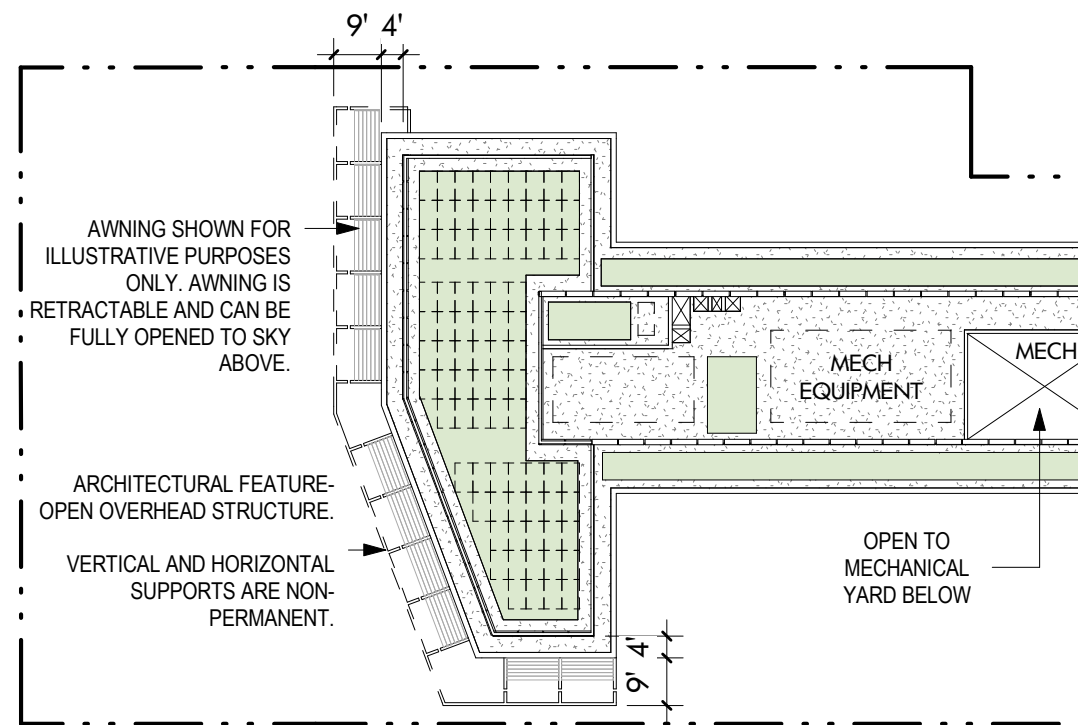 9' 4'
AWNING SHOWN FOR
ILLUSTRATIVE PURPOSES
ONLY. AWNING IS
RETRACTABLE AND CAN BE
FULLY OPENED TO SKY
ABOVE.
MECH
EQUIPMENT
MECH
ARCHITECTURAL FEATURE-
OPEN OVERHEAD STRUCTURE.
VERTICAL AND HORIZONTAL
SUPPORTS ARE NON-
PERMANENT.
OPEN TO
MECHANICAL
YARD BELOW
9' 4'